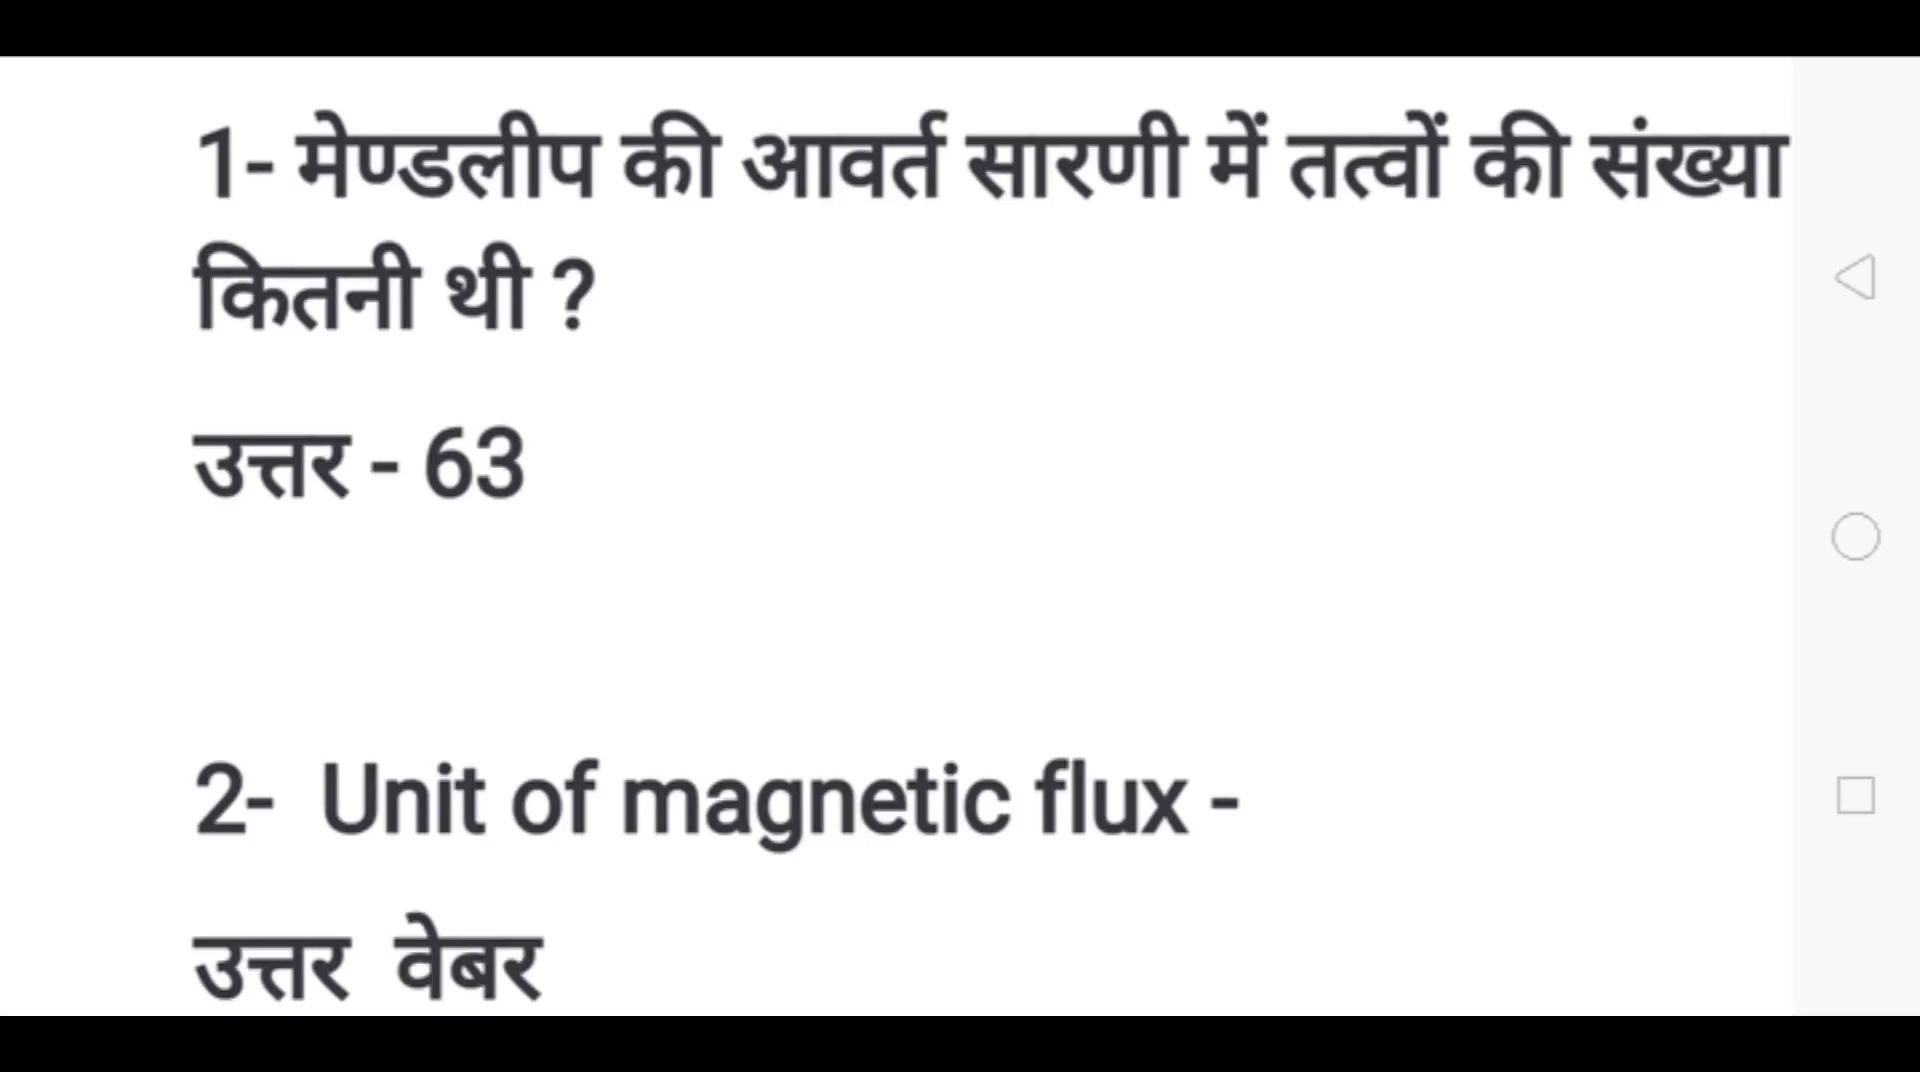 1- मेण्डलीप की आवर्त सारणी में तत्वों की संख्या
कितनी थी ?
उत्तर - 63
2- Unit of magnetic flux -
उत्तर वेबर